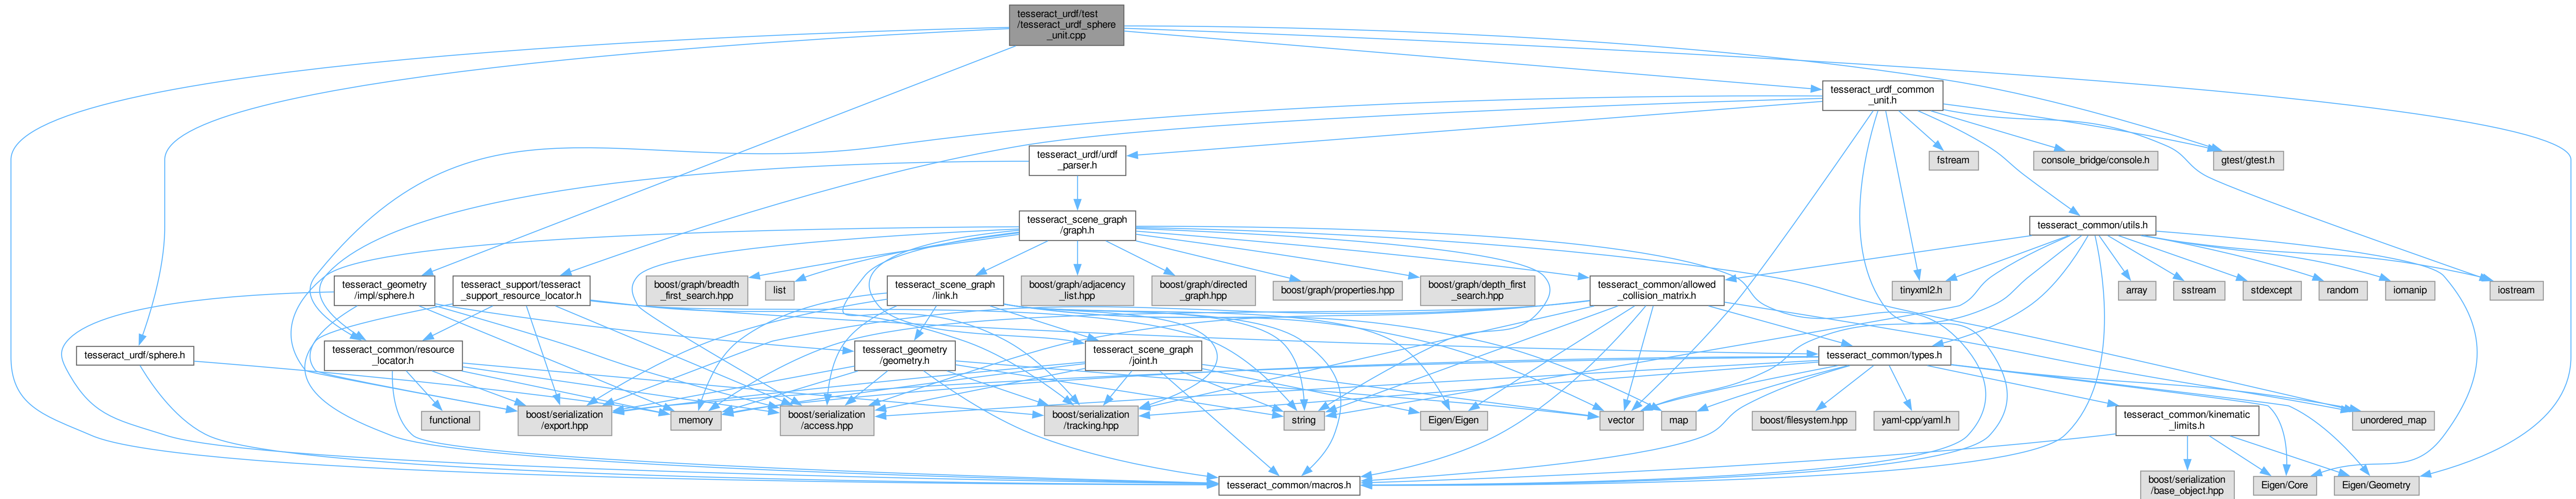 tesseract_urdf/test
/tesseract_urdf_sphere
_unit.cpp
tesseract_urdf_common
_unit.h
tesseract_urdf/urdf
_parser.h
fstream
console_bridge/console.h
gtest/gtest.h
tesseract_scene_graph
/graph.h
tesseract_common/utils.h
tesseract_geometry
/impl/sphere.h
tesseract_support/tesseract
_support_resource_locator.h
boost/graph/breadth
_first_search.hpp
list
tesseract_scene_graph
/link.h
boost/graph/adjacency
_list.hpp
boost/graph/directed
_graph.hpp
boost/graph/properties.hpp
boost/graph/depth_first
_search.hpp
tesseract_common/allowed
_collision_matrix.h
tinyxml2.h
array
sstream
stdexcept
random
iomanip
iostream
tesseract_urdf/sphere.h
tesseract_common/resource
_locator.h
tesseract_geometry
/geometry.h
tesseract_scene_graph
/joint.h
tesseract_common/types.h
functional
boost/serialization
/export.hpp
memory
boost/serialization
/access.hpp
boost/serialization
/tracking.hpp
string
Eigen/Eigen
vector
map
boost/filesystem.hpp
yaml-cpp/yaml.h
tesseract_common/kinematic
_limits.h
unordered_map
tesseract_common/macros.h
boost/serialization
/base_object.hpp
Eigen/Core
Eigen/Geometry